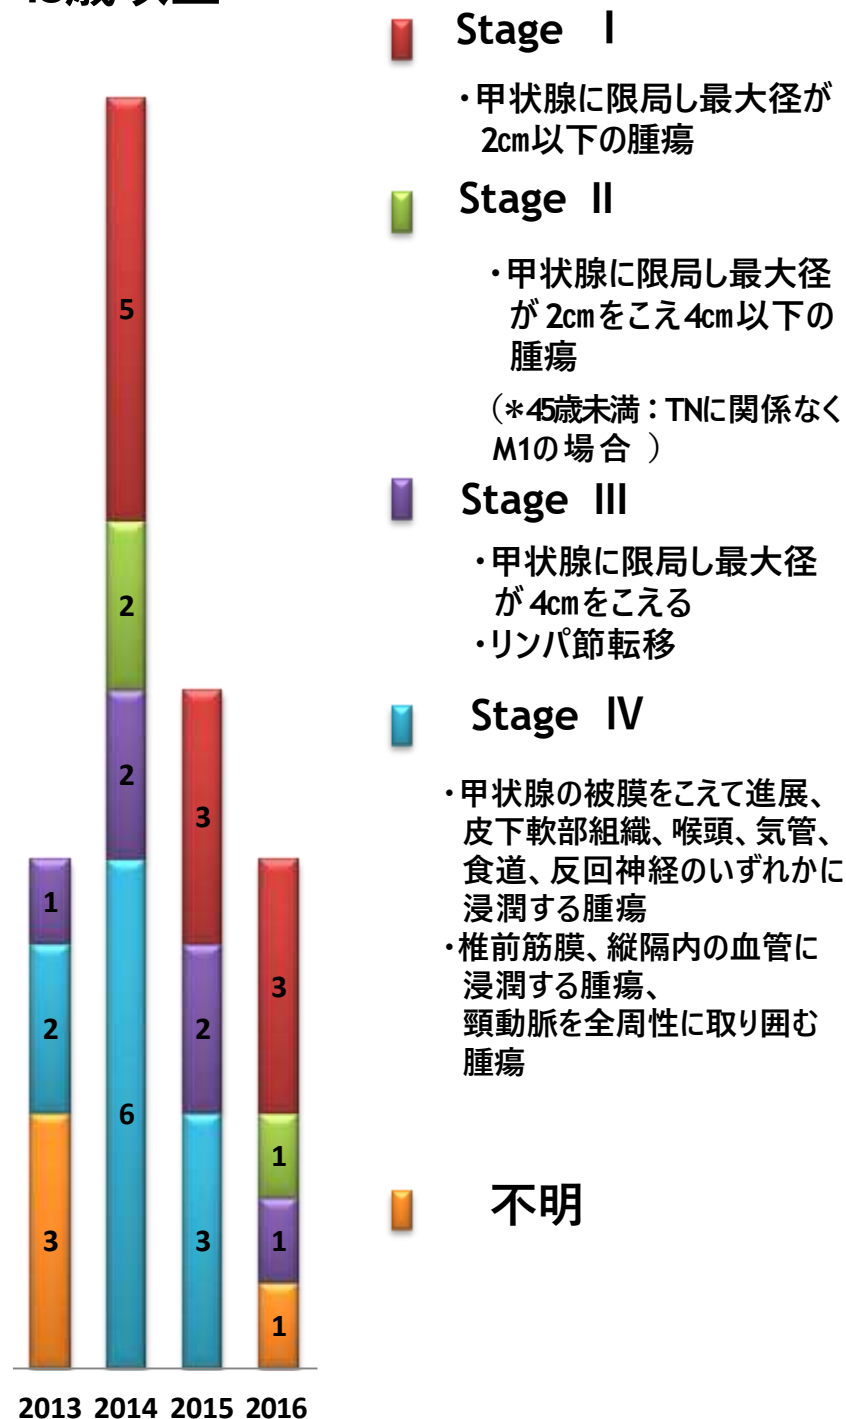 Stage Ⅰ
・甲状腺に限局し最大径が
2㎝以下の腫瘍
Stage Ⅱ
・甲状腺に限局し最大径
が 2㎝をこえ4㎝以下の
腫瘍
(＊45歳未満：TNに関係なく
M1の場合 )
Stage Ⅲ
・甲状腺に限局し最大径
が 4㎝をこえる
・リンパ節転移
Stage Ⅳ
・甲状腺の被膜をこえて進展、
皮下軟部組織、喉頭、気管、
食道、反回神経のいずれかに
浸潤する腫瘍
・椎前筋膜、縦隔内の血管に
浸潤する腫瘍、
頸動脈を全周性に取り囲む
腫瘍
不明
1
2
3
5
2
2
6
3
2
3
3
1
1
1
2013 2014 2015 2016